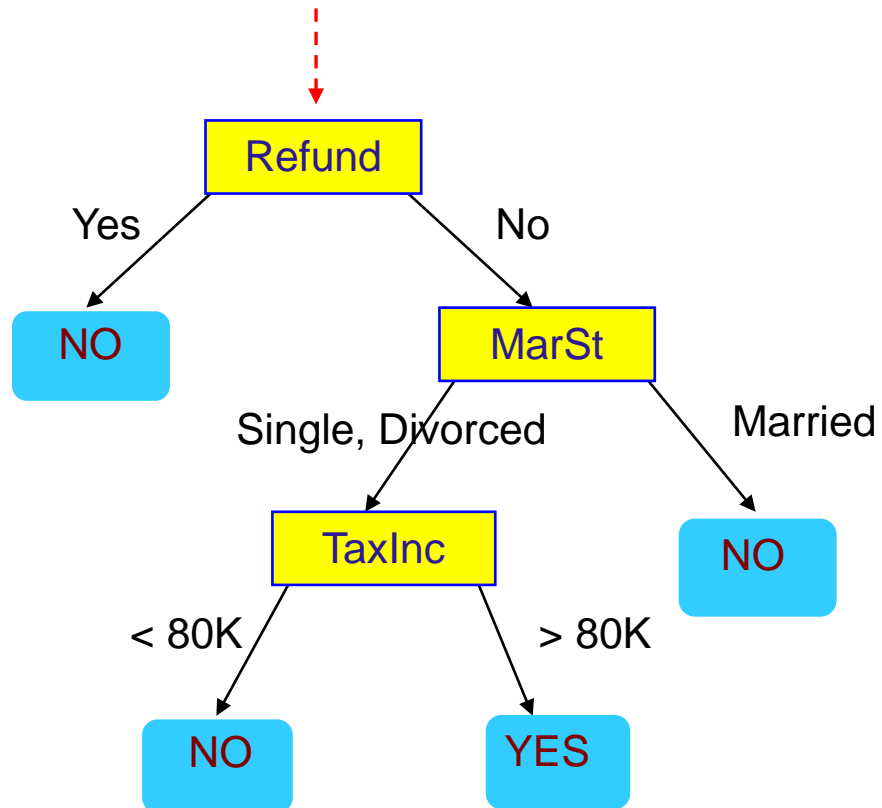 Refund
Yes
No
NO
MarSt
Single, Divorced
Married
TaxInc
NO
< 80K
> 80K
NO
YES